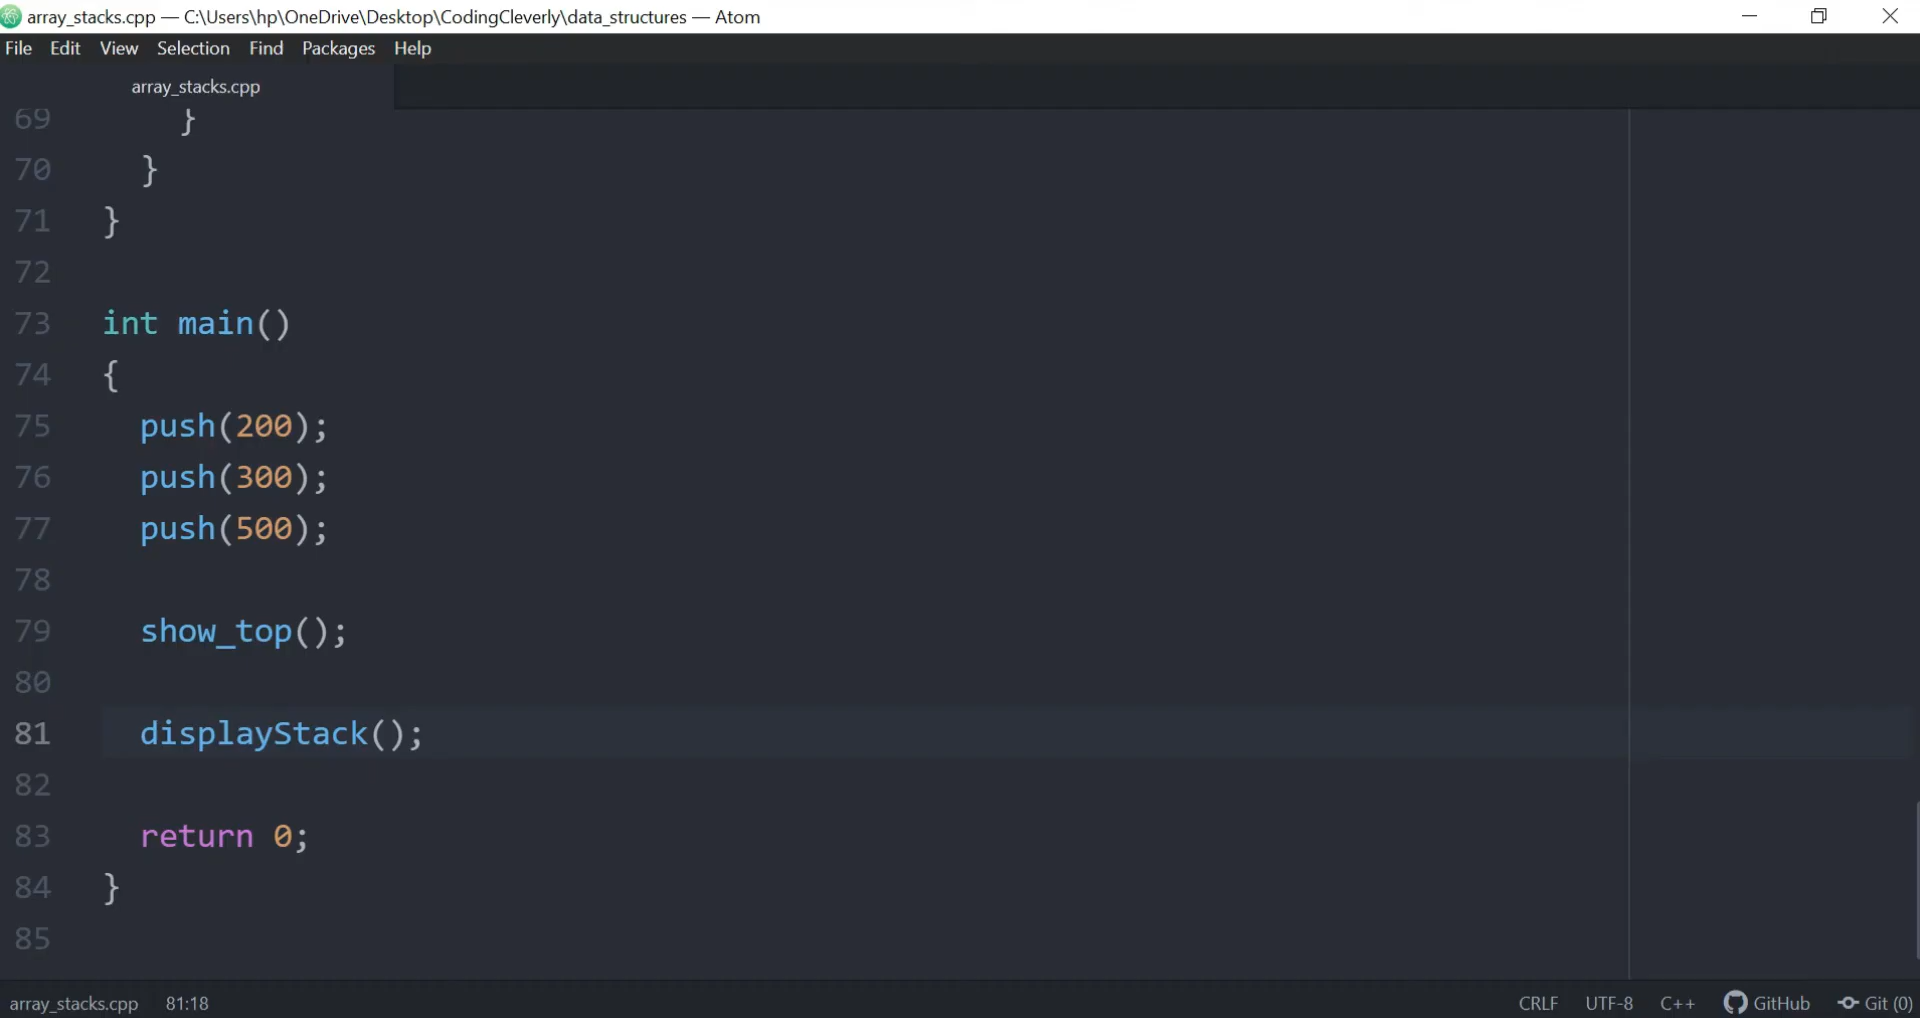 array_stacks.cpp — C:\Users\hp\OneDrive\Desktop\CodingCleverly\data_structures — Atom
File Edit View Selection Find Packages Help
array_stacks.cpp
69 }
70 }
71 }
72
73 int main()
74 {
75 push(200);
76 push(300);
77 push(500);
78
79 show_top();
80
81 displayStack();
82
83 return 0;
84 }
85
array_stacks.cpp 81:18 CRLF UTF-8 C++ GitHub Git (0)